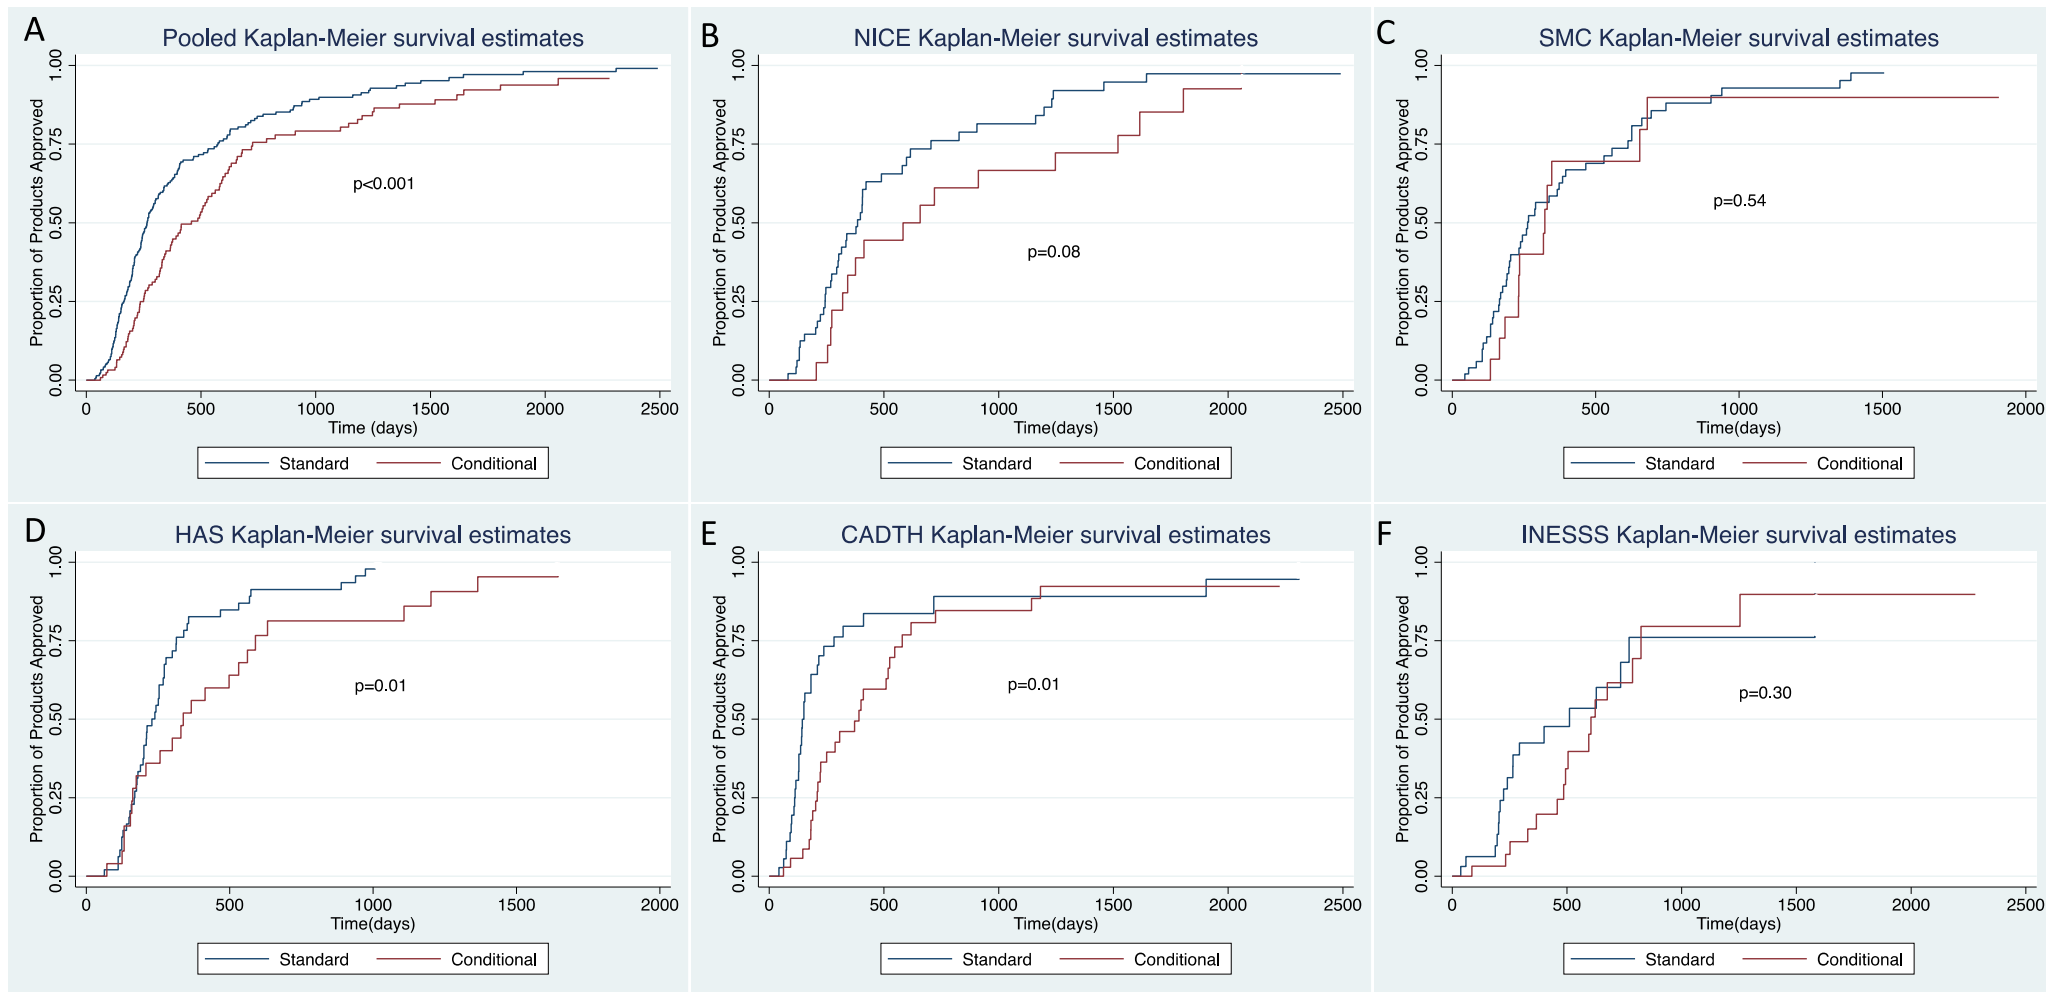 A
Pooled Kaplan-Meier survival estimates
Proportion of Products Approved
0.00 0.25 0.50 0.75 1.00
p<0.001
0 500 1000 1500 2000 2500
Time (days)
Standard Conditional
B
NICE Kaplan-Meier survival estimates
Proportion of Products Approved
0.00 0.25 0.50 0.75 1.00
p=0.08
0 500 1000 1500 2000 2500
Time(days)
Standard Conditional
C
SMC Kaplan-Meier survival estimates
Proportion of Products Approved
0.00 0.25 0.50 0.75 1.00
p=0.54
0 500 1000 1500 2000
Time(days)
Standard Conditional
D
HAS Kaplan-Meier survival estimates
Proportion of Products Approved
0.00 0.25 0.50 0.75 1.00
p=0.01
0 500 1000 1500 2000
Time(days)
Standard Conditional
E
CADTH Kaplan-Meier survival estimates
Proportion of Products Approved
0.00 0.25 0.50 0.75 1.00
p=0.01
0 500 1000 1500 2000 2500
Time(days)
Standard Conditional
F
INESSS Kaplan-Meier survival estimates
Proportion of Products Approved
0.00 0.25 0.50 0.75 1.00
p=0.30
0 500 1000 1500 2000 2500
Time(days)
Standard Conditional